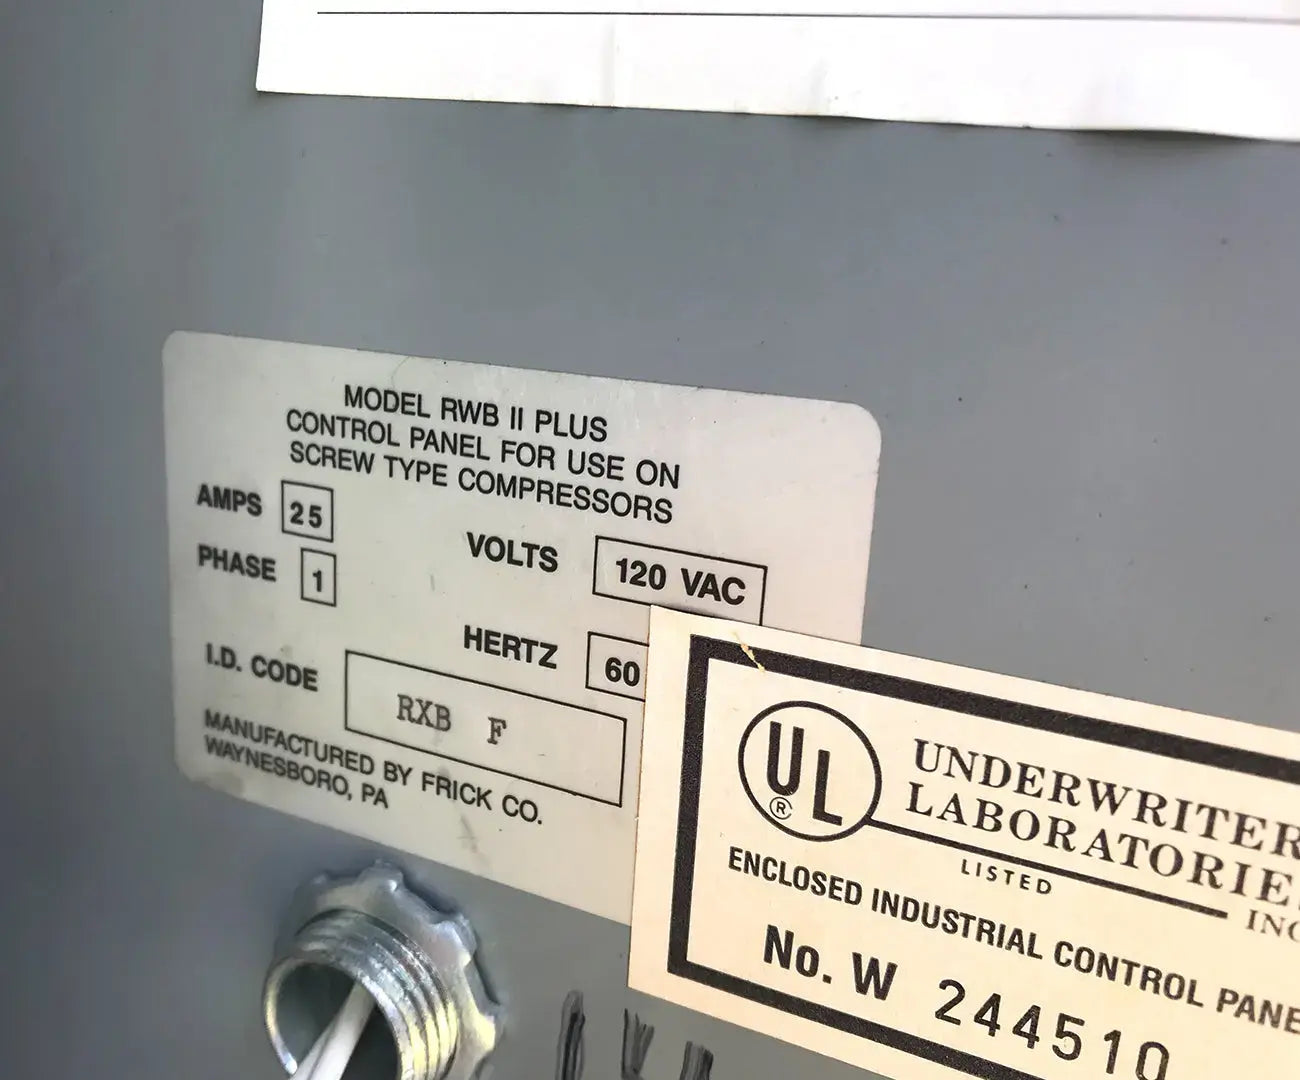 MODEL RWB II PLUS
CONTROL PANEL FOR USE ON
SCREW TYPE COMPRESSORS
AMPS 25
VOLTS 120 VAC
PHASE 1
HERTZ 60
I.D. CODE RXB F
MANUFACTURED BY FRICK CO.
WAYNESBORO, PA
UL ®
UNDERWRITER
LABORATORIE
LISTED
INC
ENCLOSED INDUSTRIAL CONTROL PANE
No. W 244510